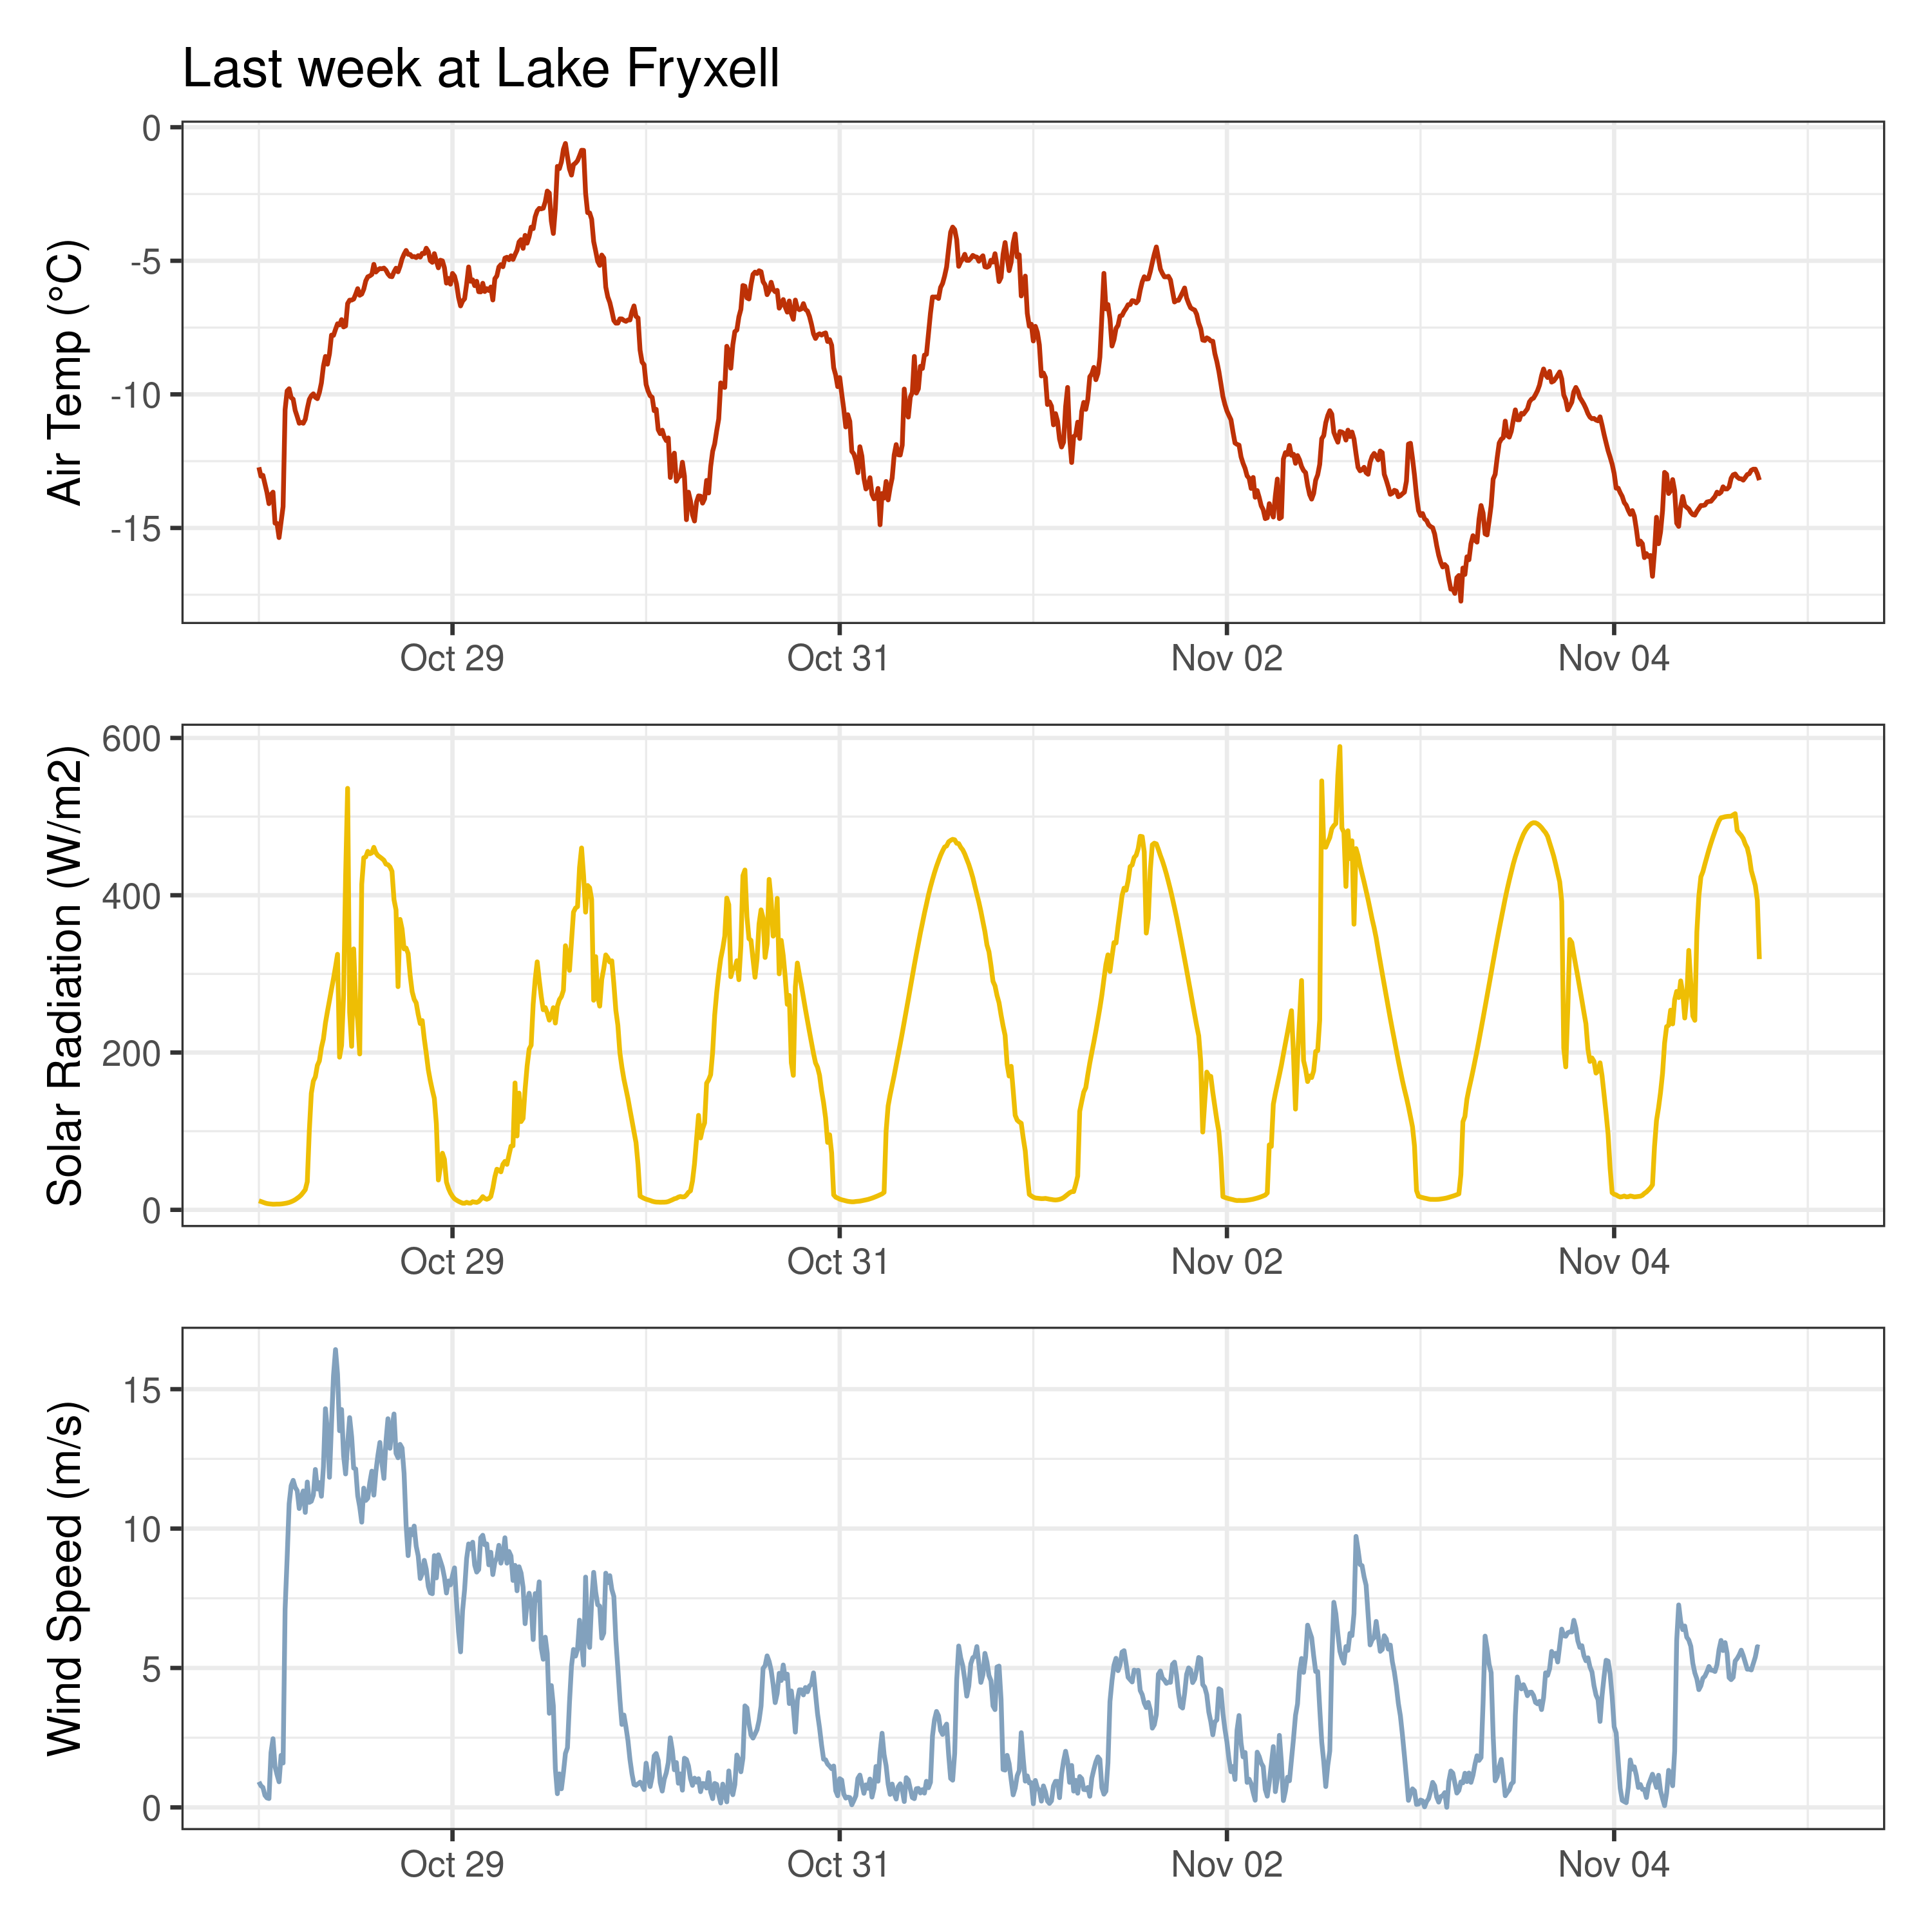 Last week at Lake Fryxell
Air Temp (°C)
0
-5
-10
-15
Oct 29 Oct 31 Nov 02 Nov 04
Solar Radiation (W/m2)
600
400
200
0
Oct 29 Oct 31 Nov 02 Nov 04
Wind Speed (m/s)
15
10
5
0
Oct 29 Oct 31 Nov 02 Nov 04